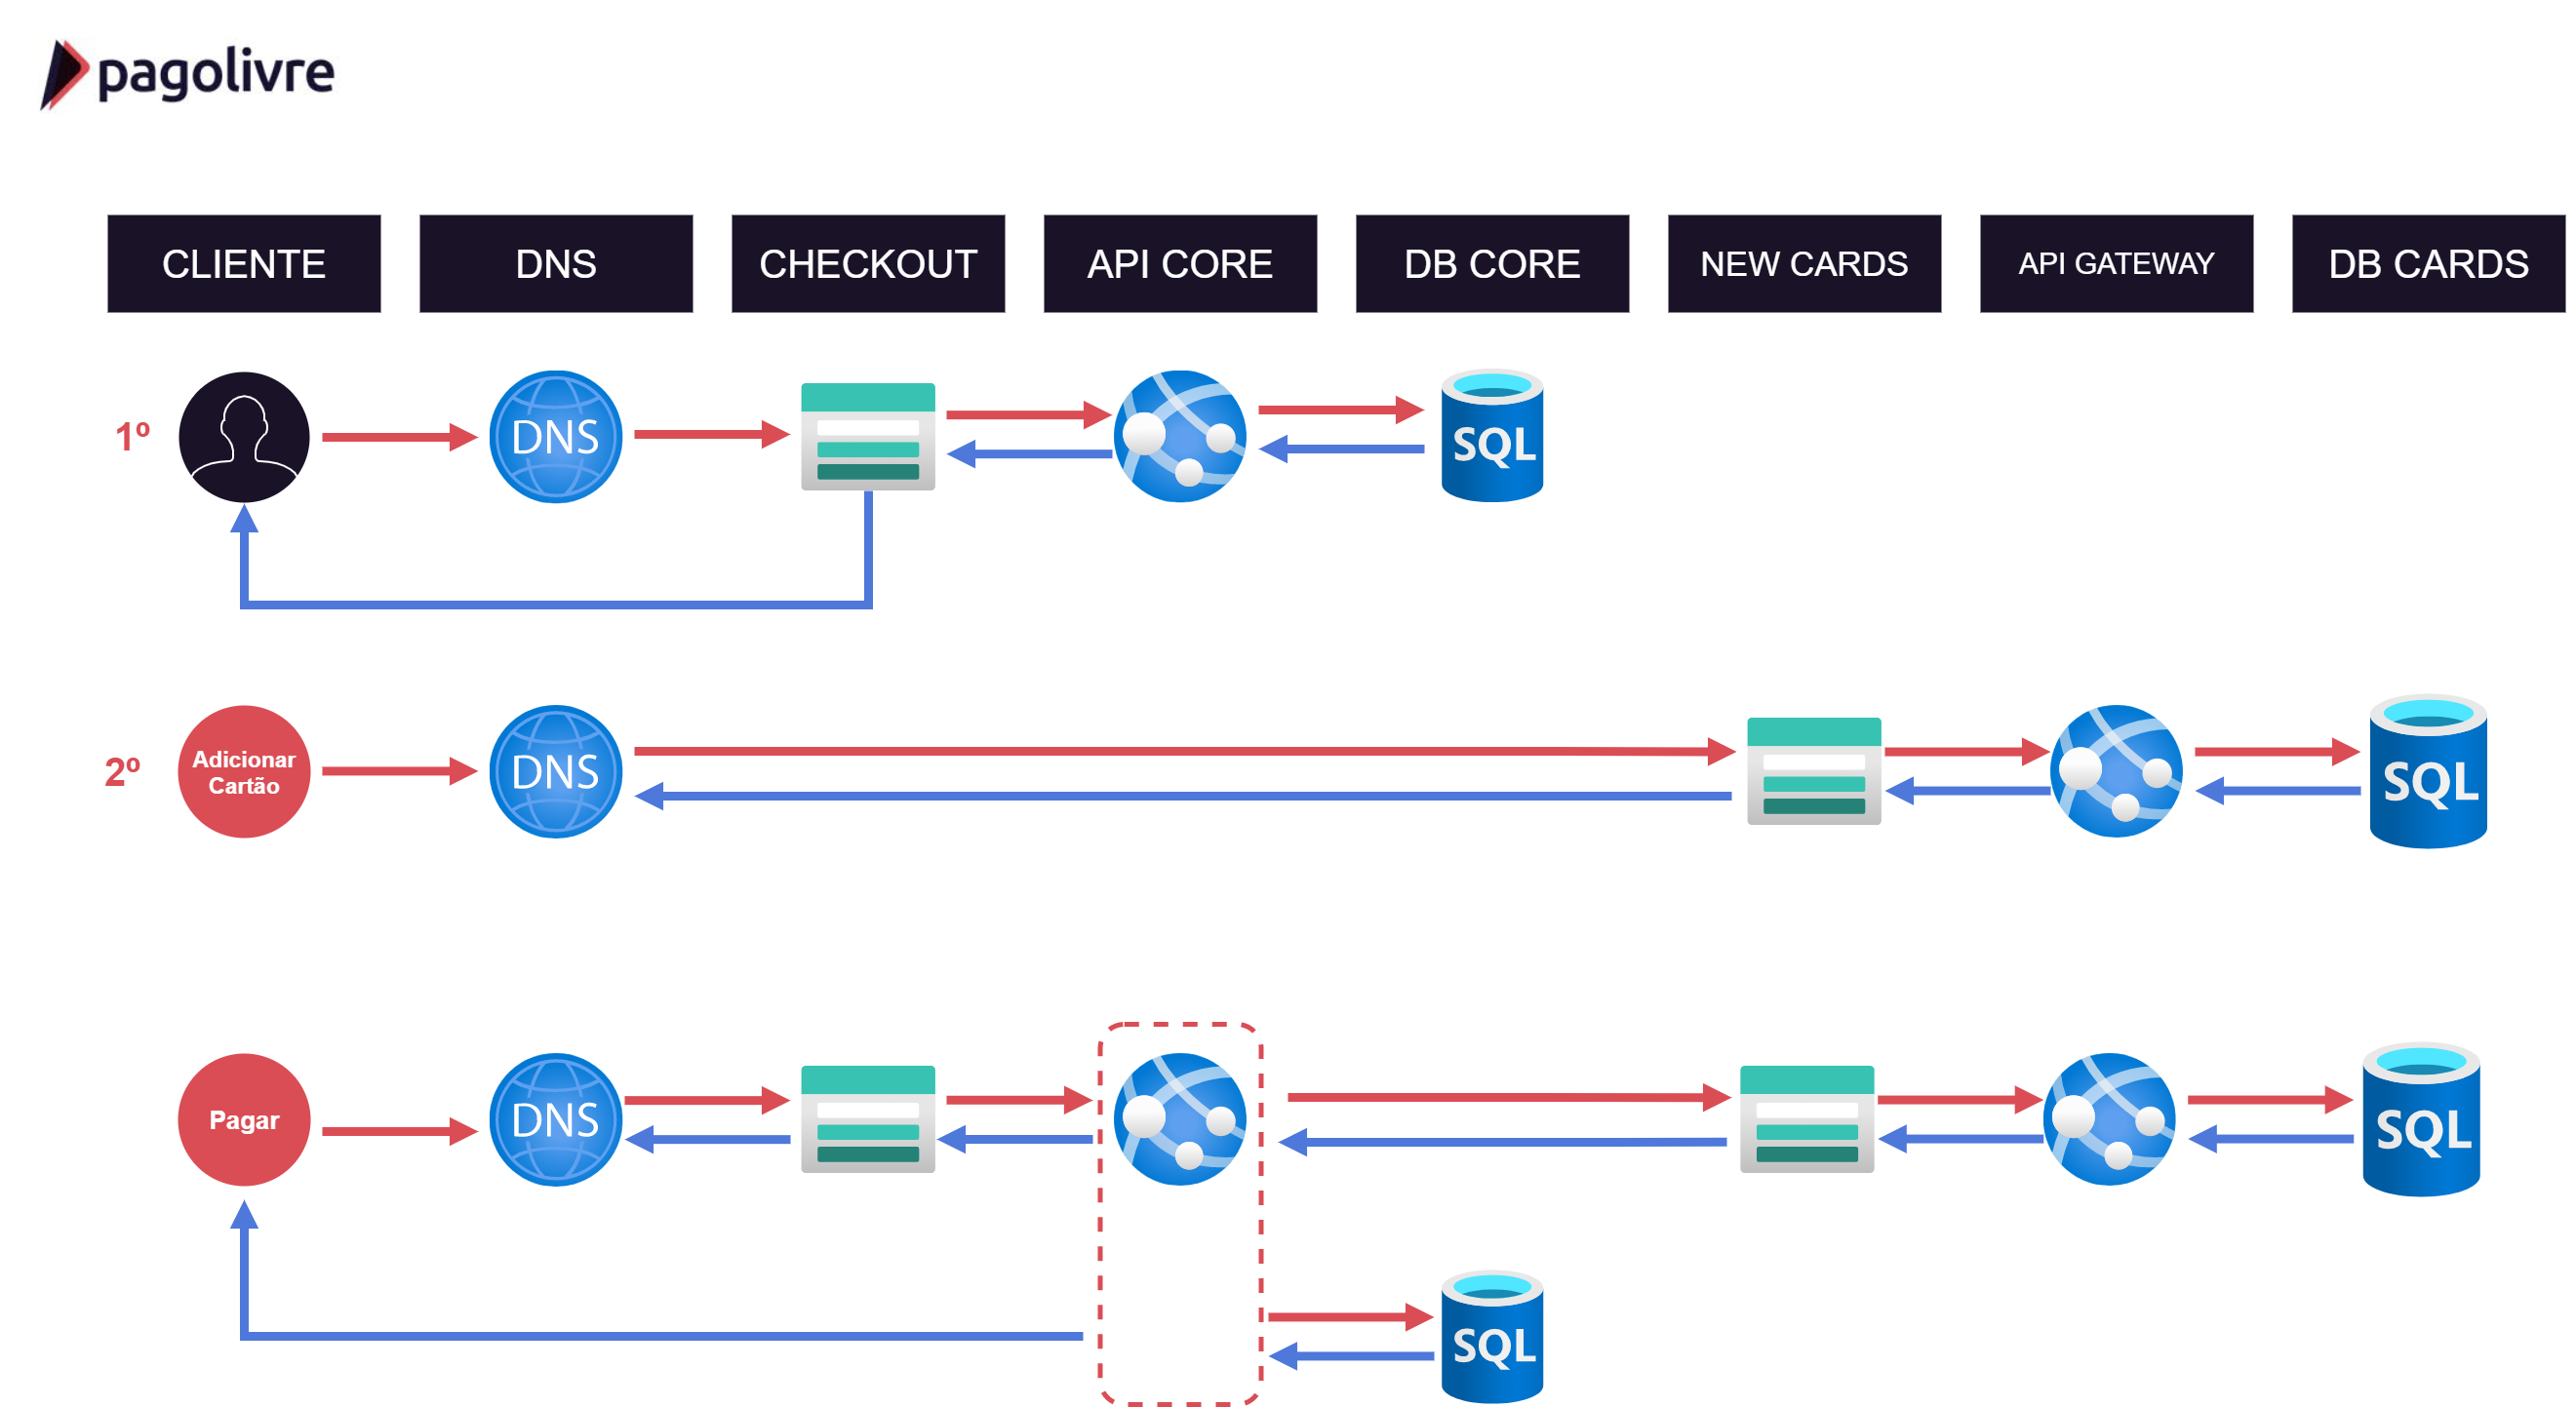 pagolivre
CLIENTE
DNS
CHECKOUT
API CORE
DB CORE
NEW CARDS
API GATEWAY
DB CARDS
1º
DNS
SQL
2º
Adicionar
Cartão
DNS
SQL
Pagar
DNS
SQL
SQL